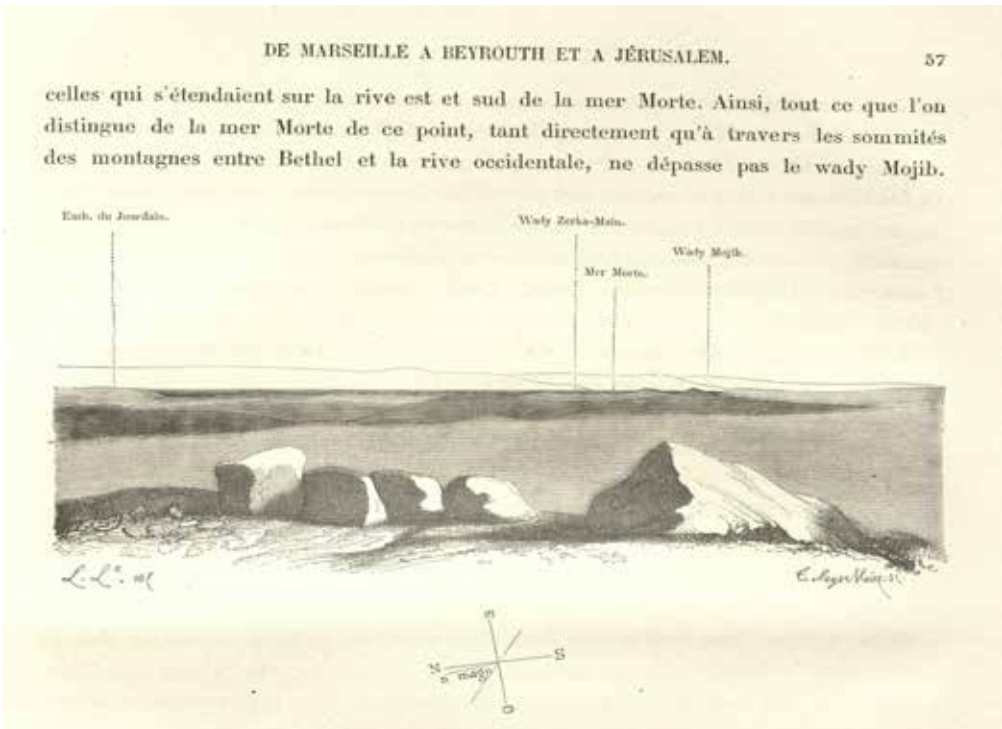 DE MARSEILLE A BEYROUTH ET A JÉRUSALEM.
57
celles qui s'étendaient sur la rive est et sud de la mer Morte. Ainsi, tout ce que l'on
distingue de la mer Morte de ce point, tant directement qu'à travers les sommités
des montagnes entre Bethel et la rive occidentale, ne dépasse pas le wady Mojib.
Emb. du Jourdain.
Wady Zerka-Main.
Wady Mojib.
Mer Morte.
N
S
O